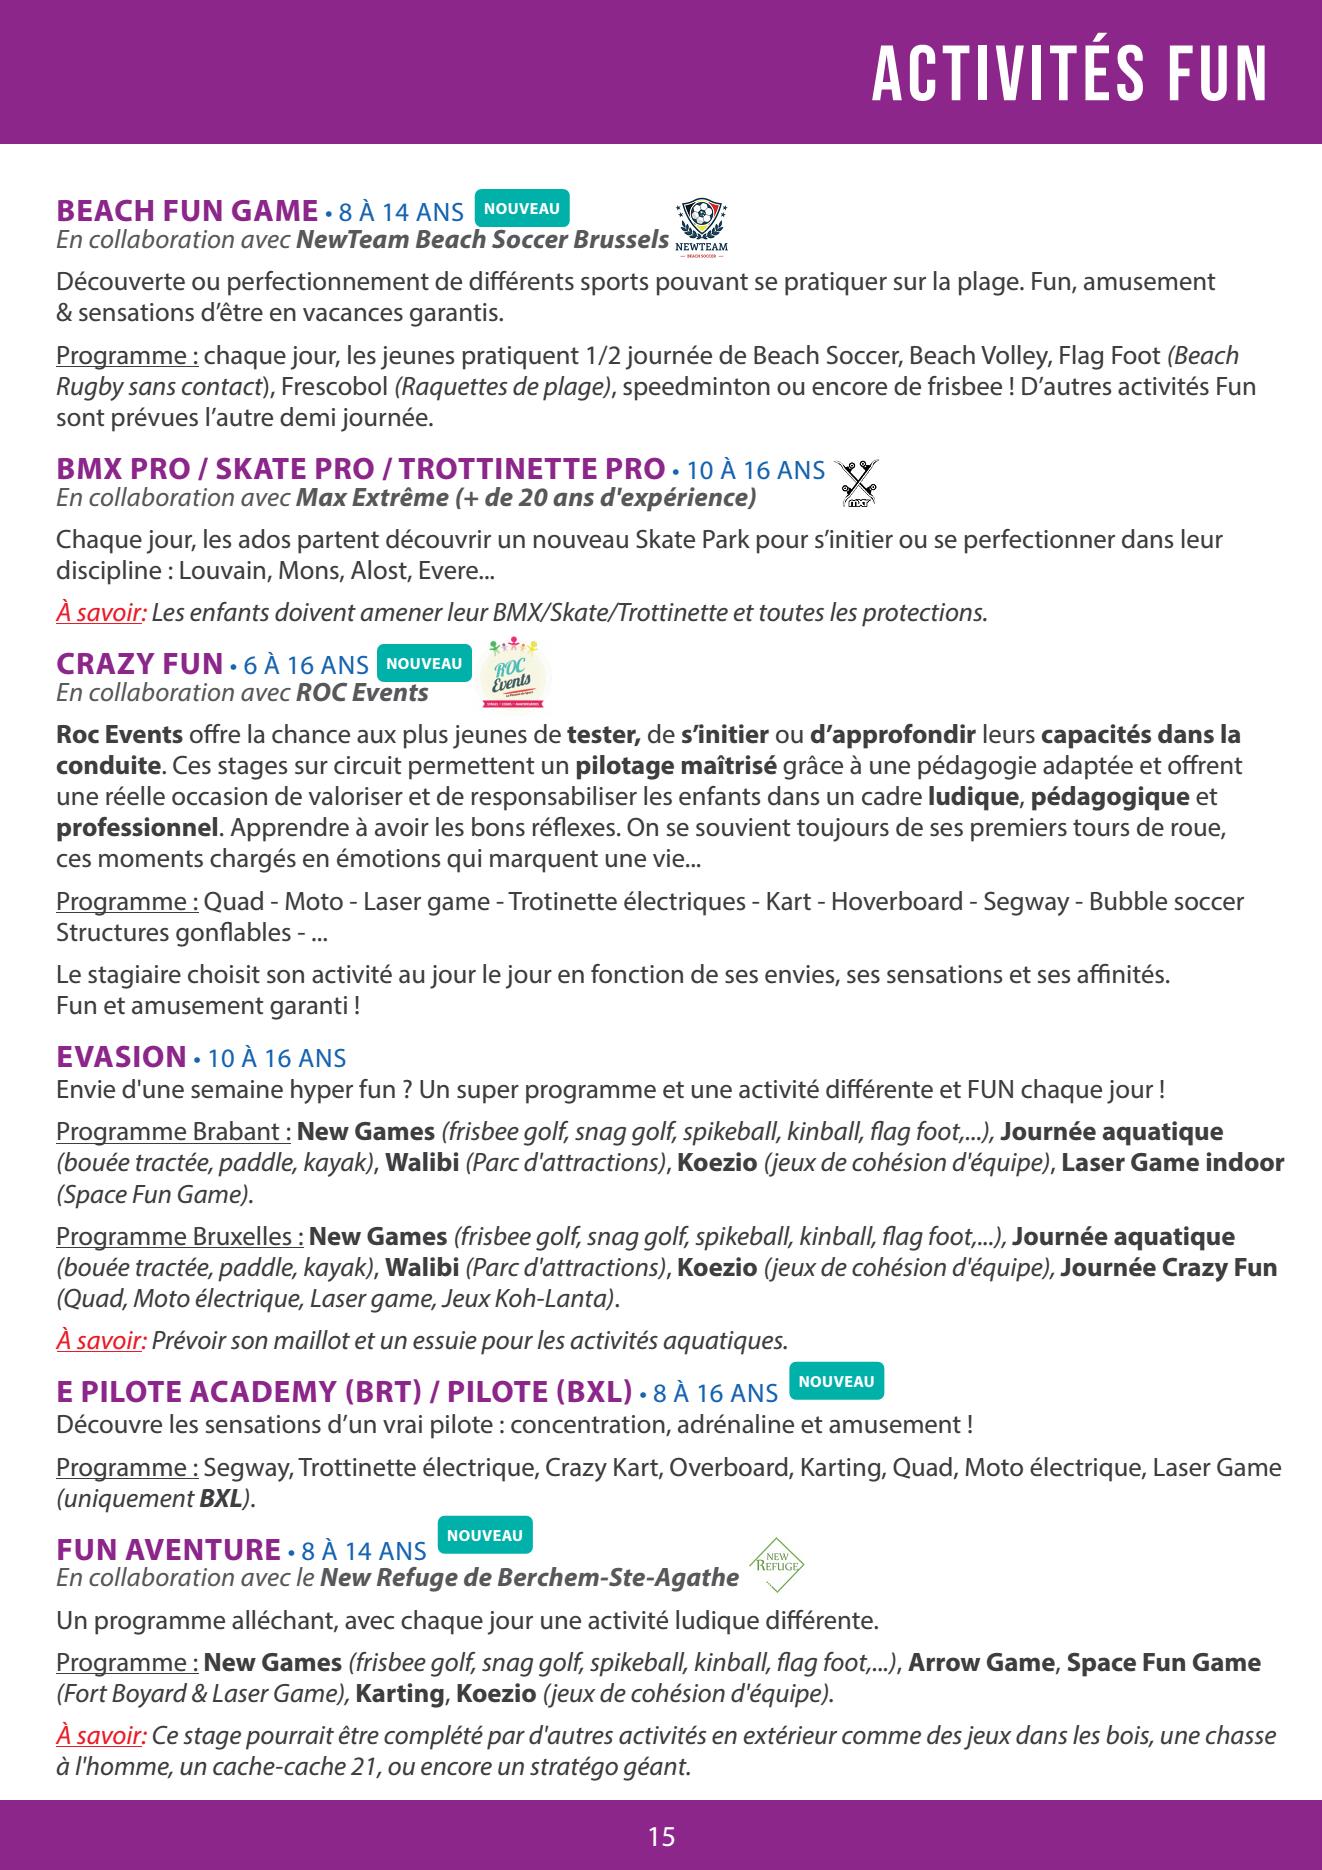 ACTIVITÉS FUN
BEACH FUN GAME • 8 À 14 ANS NOUVEAU
En collaboration avec NewTeam Beach Soccer Brussels NEWTEAM
BEACH SOCCER
Découverte ou perfectionnement de différents sports pouvant se pratiquer sur la plage. Fun, amusement
& sensations d’être en vacances garantis.
Programme : chaque jour, les jeunes pratiquent 1/2 journée de Beach Soccer, Beach Volley, Flag Foot (Beach
Rugby sans contact), Frescobol (Raquettes de plage), speedminton ou encore de frisbee ! D’autres activités Fun
sont prévues l’autre demi journée.
BMX PRO / SKATE PRO / TROTTINETTE PRO • 10 À 16 ANS
En collaboration avec Max Extrême (+ de 20 ans d'expérience)
Chaque jour, les ados partent découvrir un nouveau Skate Park pour s’initier ou se perfectionner dans leur
discipline : Louvain, Mons, Alost, Evere...
À savoir: Les enfants doivent amener leur BMX/Skate/Trottinette et toutes les protections.
CRAZY FUN • 6 À 16 ANS NOUVEAU ROC Events
En collaboration avec ROC Events
Roc Events offre la chance aux plus jeunes de tester, de s’initier ou d’approfondir leurs capacités dans la
conduite. Ces stages sur circuit permettent un pilotage maîtrisé grâce à une pédagogie adaptée et offrent
une réelle occasion de valoriser et de responsabiliser les enfants dans un cadre ludique, pédagogique et
professionnel. Apprendre à avoir les bons réflexes. On se souvient toujours de ses premiers tours de roue,
ces moments chargés en émotions qui marquent une vie...
Programme : Quad - Moto - Laser game - Trotinette électriques - Kart - Hoverboard - Segway - Bubble soccer
Structures gonflables - ...
Le stagiaire choisit son activité au jour le jour en fonction de ses envies, ses sensations et ses affinités.
Fun et amusement garanti !
EVASION • 10 À 16 ANS
Envie d'une semaine hyper fun ? Un super programme et une activité différente et FUN chaque jour !
Programme Brabant : New Games (frisbee golf, snag golf, spikeball, kinball, flag foot,...), Journée aquatique
(bouée tractée, paddle, kayak), Walibi (Parc d'attractions), Koezio (jeux de cohésion d'équipe), Laser Game indoor
(Space Fun Game).
Programme Bruxelles : New Games (frisbee golf, snag golf, spikeball, kinball, flag foot,...), Journée aquatique
(bouée tractée, paddle, kayak), Walibi (Parc d'attractions), Koezio (jeux de cohésion d'équipe), Journée Crazy Fun
(Quad, Moto électrique, Laser game, Jeux Koh-Lanta).
À savoir: Prévoir son maillot et un essuie pour les activités aquatiques.
E PILOTE ACADEMY (BRT) / PILOTE (BXL) • 8 À 16 ANS NOUVEAU
Découvre les sensations d’un vrai pilote : concentration, adrénaline et amusement !
Programme : Segway, Trottinette électrique, Crazy Kart, Overboard, Karting, Quad, Moto électrique, Laser Game
(uniquement BXL).
FUN AVENTURE • 8 À 14 ANS NOUVEAU
En collaboration avec le New Refuge de Berchem-Ste-Agathe NEW REFUGE
Un programme alléchant, avec chaque jour une activité ludique différente.
Programme : New Games (frisbee golf, snag golf, spikeball, kinball, flag foot,...), Arrow Game, Space Fun Game
(Fort Boyard & Laser Game), Karting, Koezio (jeux de cohésion d'équipe).
À savoir: Ce stage pourrait être complété par d'autres activités en extérieur comme des jeux dans les bois, une chasse
à l'homme, un cache-cache 21, ou encore un stratégo géant.
15